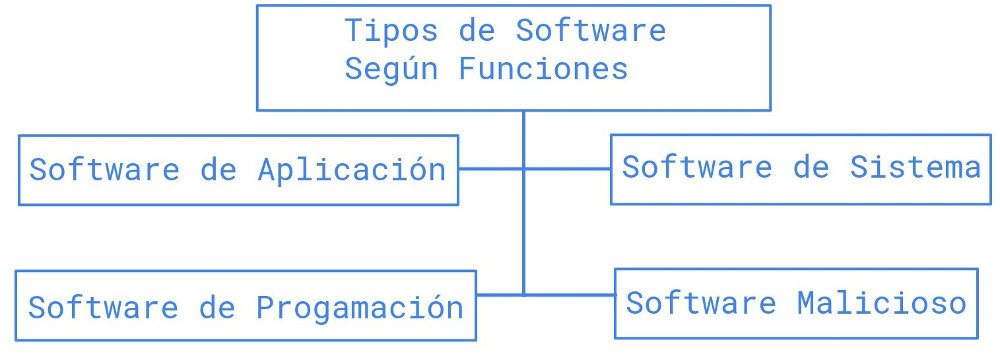 Tipos de Software
Según Funciones
Software de Aplicación
Software de Sistema
Software de Progamación
Software Malicioso